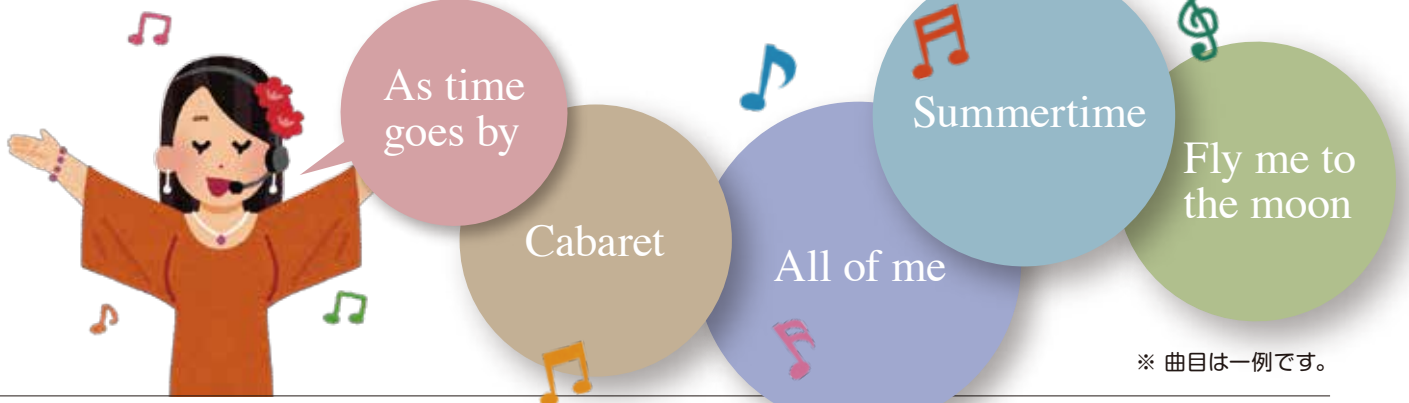 As time
goes by
Cabaret
All of me
Summertime
Fly me to
the moon
※ 曲目は一例です。